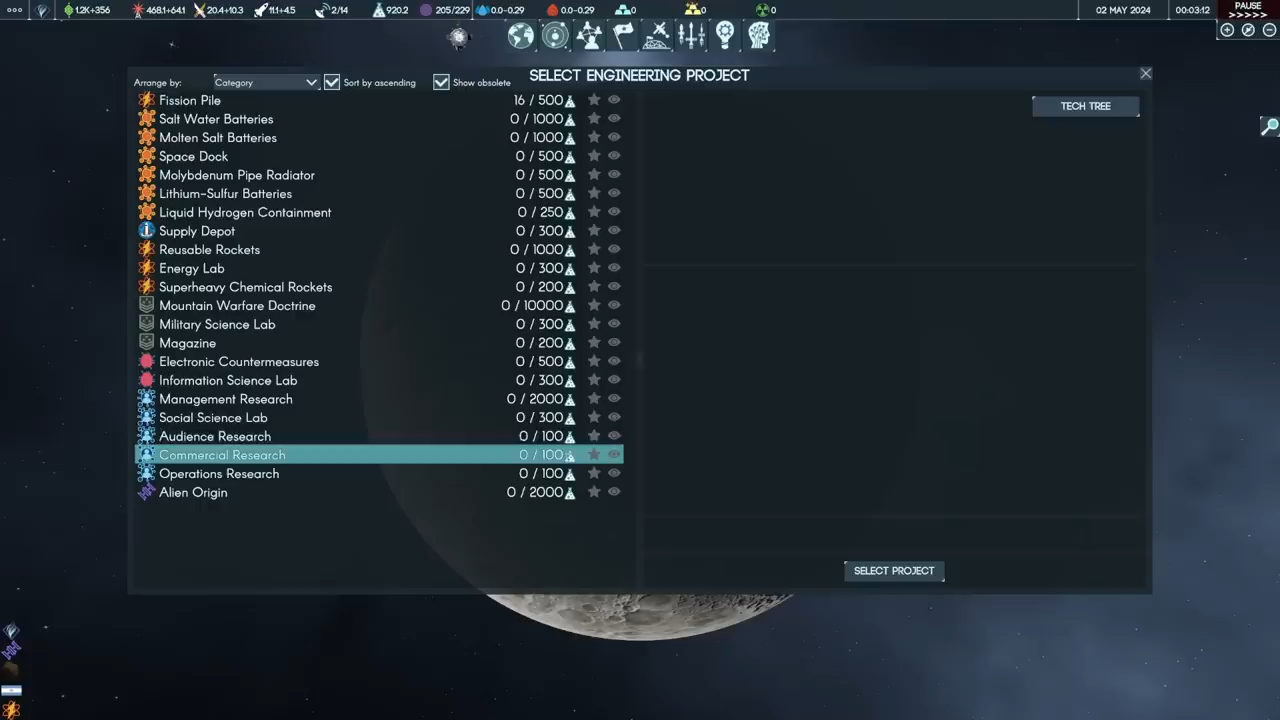 1.2K+356 468.1+64.1 20.4+10.3 11.1+4.5 2/14 920.2 205/229 0.0-0.29 0.0-0.29 0 0 0 02 MAY 2024 00:03:12 PAUSE
>>>>>
SELECT ENGINEERING PROJECT
Arrange by: Category Sort by ascending Show obsolete
TECH TREE
Fission Pile 16 / 500
Salt Water Batteries 0 / 1000
Molten Salt Batteries 0 / 1000
Space Dock 0 / 500
Molybdenum Pipe Radiator 0 / 500
Lithium-Sulfur Batteries 0 / 500
Liquid Hydrogen Containment 0 / 250
Supply Depot 0 / 300
Reusable Rockets 0 / 1000
Energy Lab 0 / 300
Superheavy Chemical Rockets 0 / 200
Mountain Warfare Doctrine 0 / 10000
Military Science Lab 0 / 300
Magazine 0 / 200
Electronic Countermeasures 0 / 500
Information Science Lab 0 / 300
Management Research 0 / 2000
Social Science Lab 0 / 300
Audience Research 0 / 100
Commercial Research 0 / 100
Operations Research 0 / 100
Alien Origin 0 / 2000
SELECT PROJECT